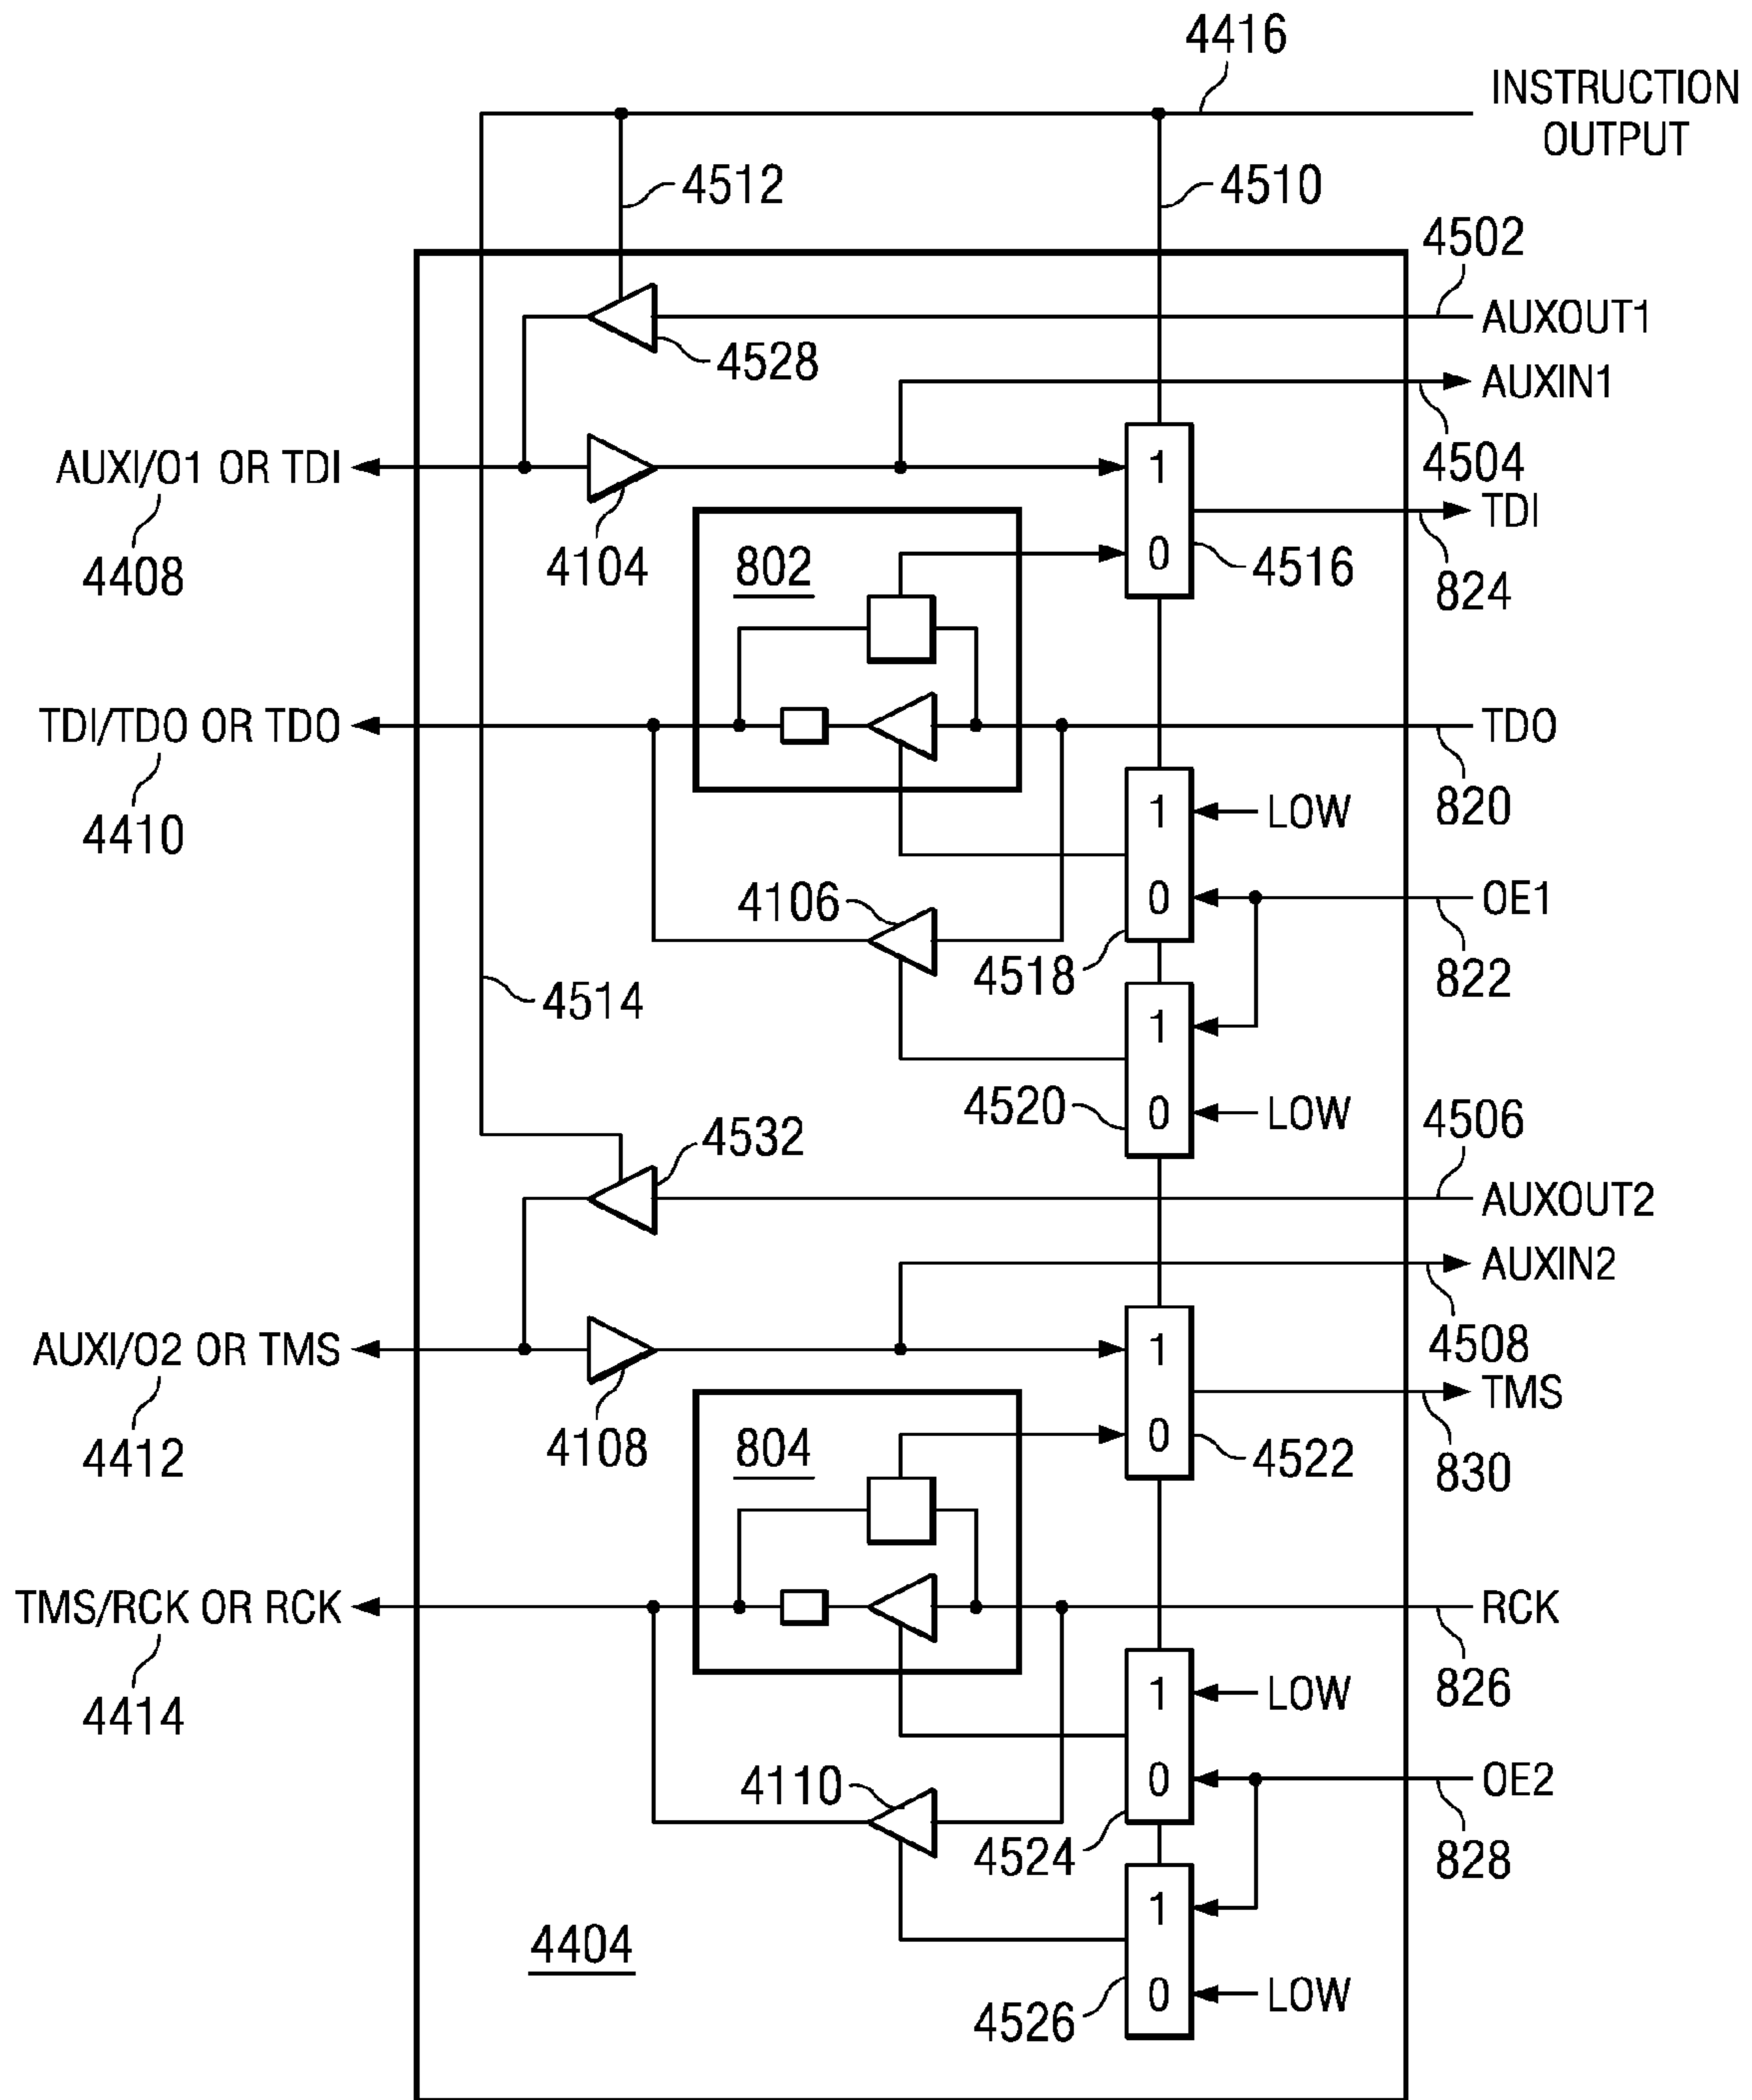 4416
INSTRUCTION
OUTPUT
4512
4510
4502
AUXOUT1
4528
AUXIN1
4504
AUXI/O1 OR TDI
4408
4104
1
0
4516
TDI
824
802
TDI/TDO OR TDO
4410
TDO
820
1
0
LOW
4518
OE1
822
4106
4514
1
0
LOW
4520
4506
AUXOUT2
4532
AUXIN2
4508
AUXI/O2 OR TMS
4412
4108
1
0
4522
TMS
830
804
TMS/RCK OR RCK
4414
RCK
826
1
0
LOW
4524
OE2
828
4110
1
0
LOW
4526
4404